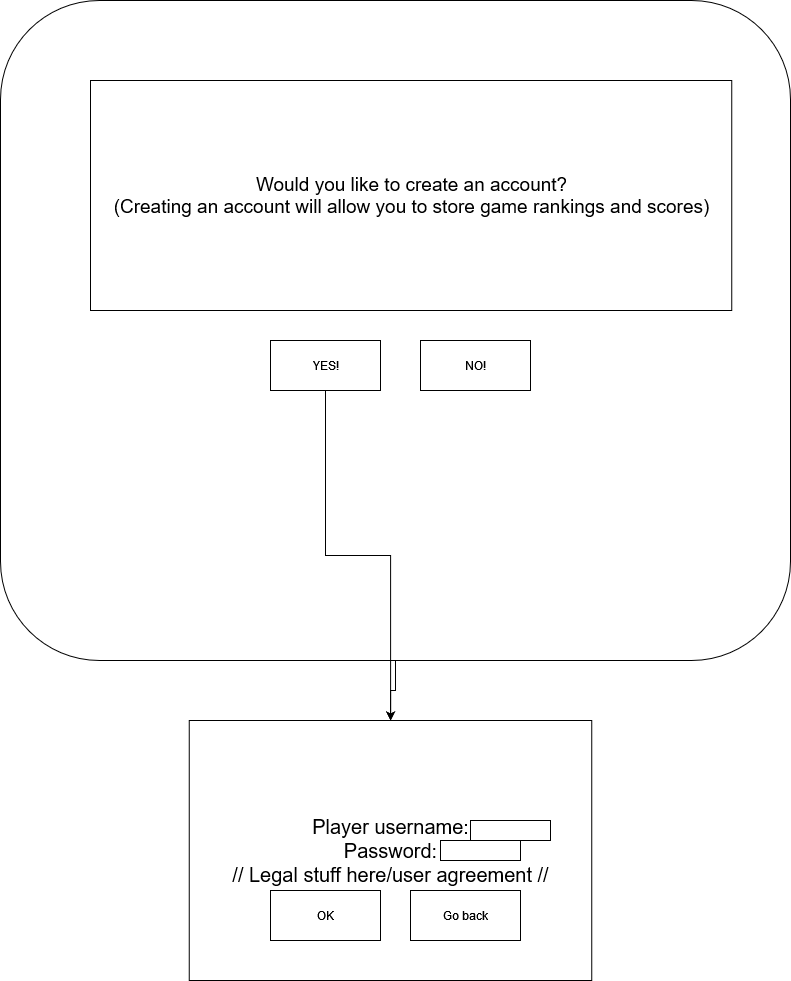 Would you like to create an account?
(Creating an account will allow you to store game rankings and scores)
YES!
NO!
Player username:
Password:
// Legal stuff here/user agreement //
OK
Go back